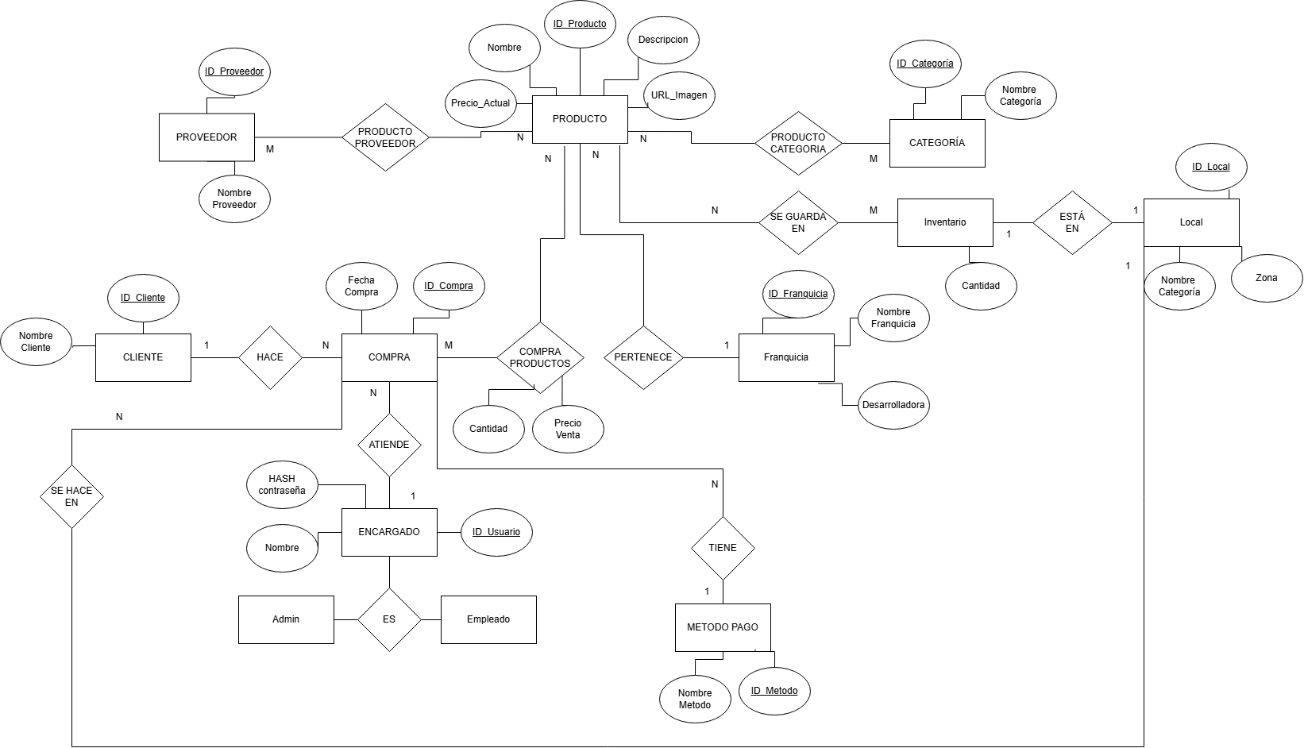 ID_Producto
Nombre
Descripcion
ID_Proveedor
ID_Categoría
Precio_Actual
URL_Imagen
Nombre
Categoría
PRODUCTO
PROVEEDOR
PRODUCTO
PROVEEDOR
PRODUCTO
CATEGORIA
CATEGORÍA
M
N
N
N
N
M
ID_Local
Nombre
Proveedor
N
SE GUARDA
EN
M
Inventario
1
ESTÁ
EN
1
Local
1
Cantidad
Nombre
Categoría
Zona
Fecha
Compra
ID_Compra
ID_Cliente
ID_Franquicia
Nombre
Franquicia
Nombre
Cliente
CLIENTE
1
HACE
N
COMPRA
M
COMPRA
PRODUCTOS
PERTENECE
1
Franquicia
N
N
Desarrolladora
Cantidad
Precio
Venta
ATIENDE
SE HACE
EN
HASH
contraseña
1
N
Nombre
ENCARGADO
ID_Usuario
TIENE
1
Admin
ES
Empleado
METODO PAGO
Nombre
Metodo
ID_Metodo